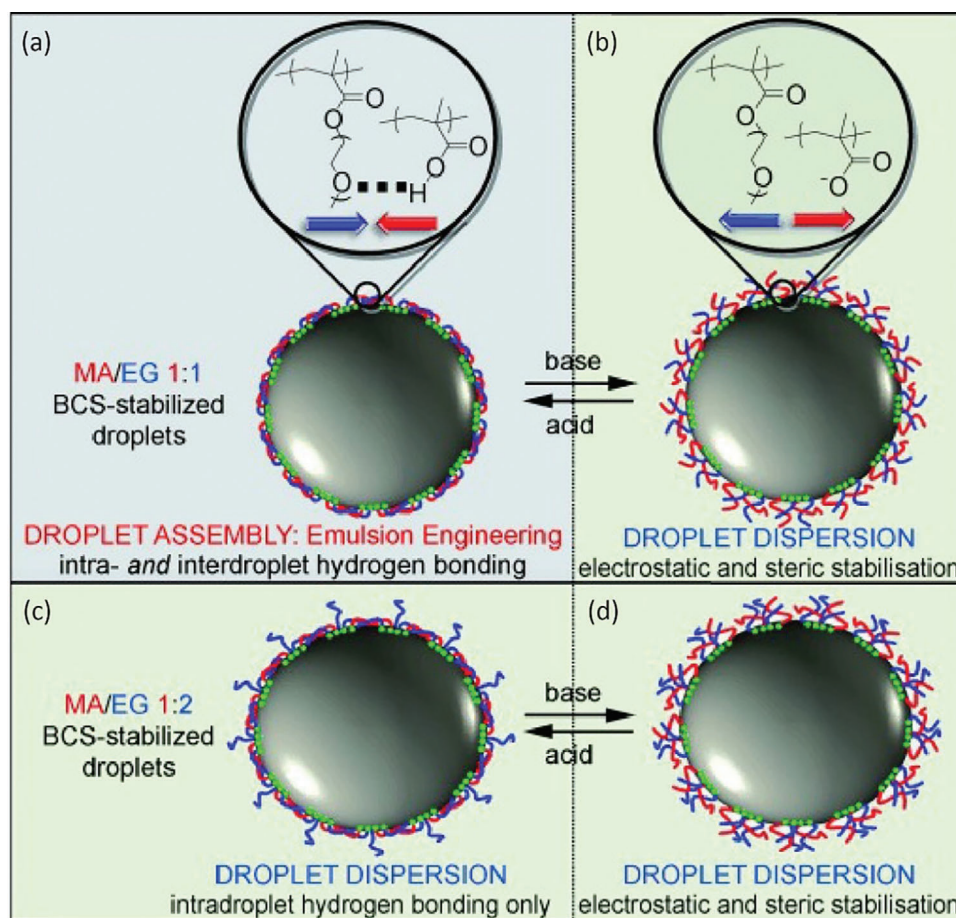 (a)
(b)
O
O
O
O
O
O
H
O
O
O
O
-O
MA/EG 1:1
BCS-stabilized
droplets
base
acid
DROPLET ASSEMBLY: Emulsion Engineering
intra- and interdroplet hydrogen bonding
DROPLET DISPERSION
electrostatic and steric stabilisation
(c)
(d)
MA/EG 1:2
BCS-stabilized
droplets
base
acid
DROPLET DISPERSION
intradroplet hydrogen bonding only
DROPLET DISPERSION
electrostatic and steric stabilisation